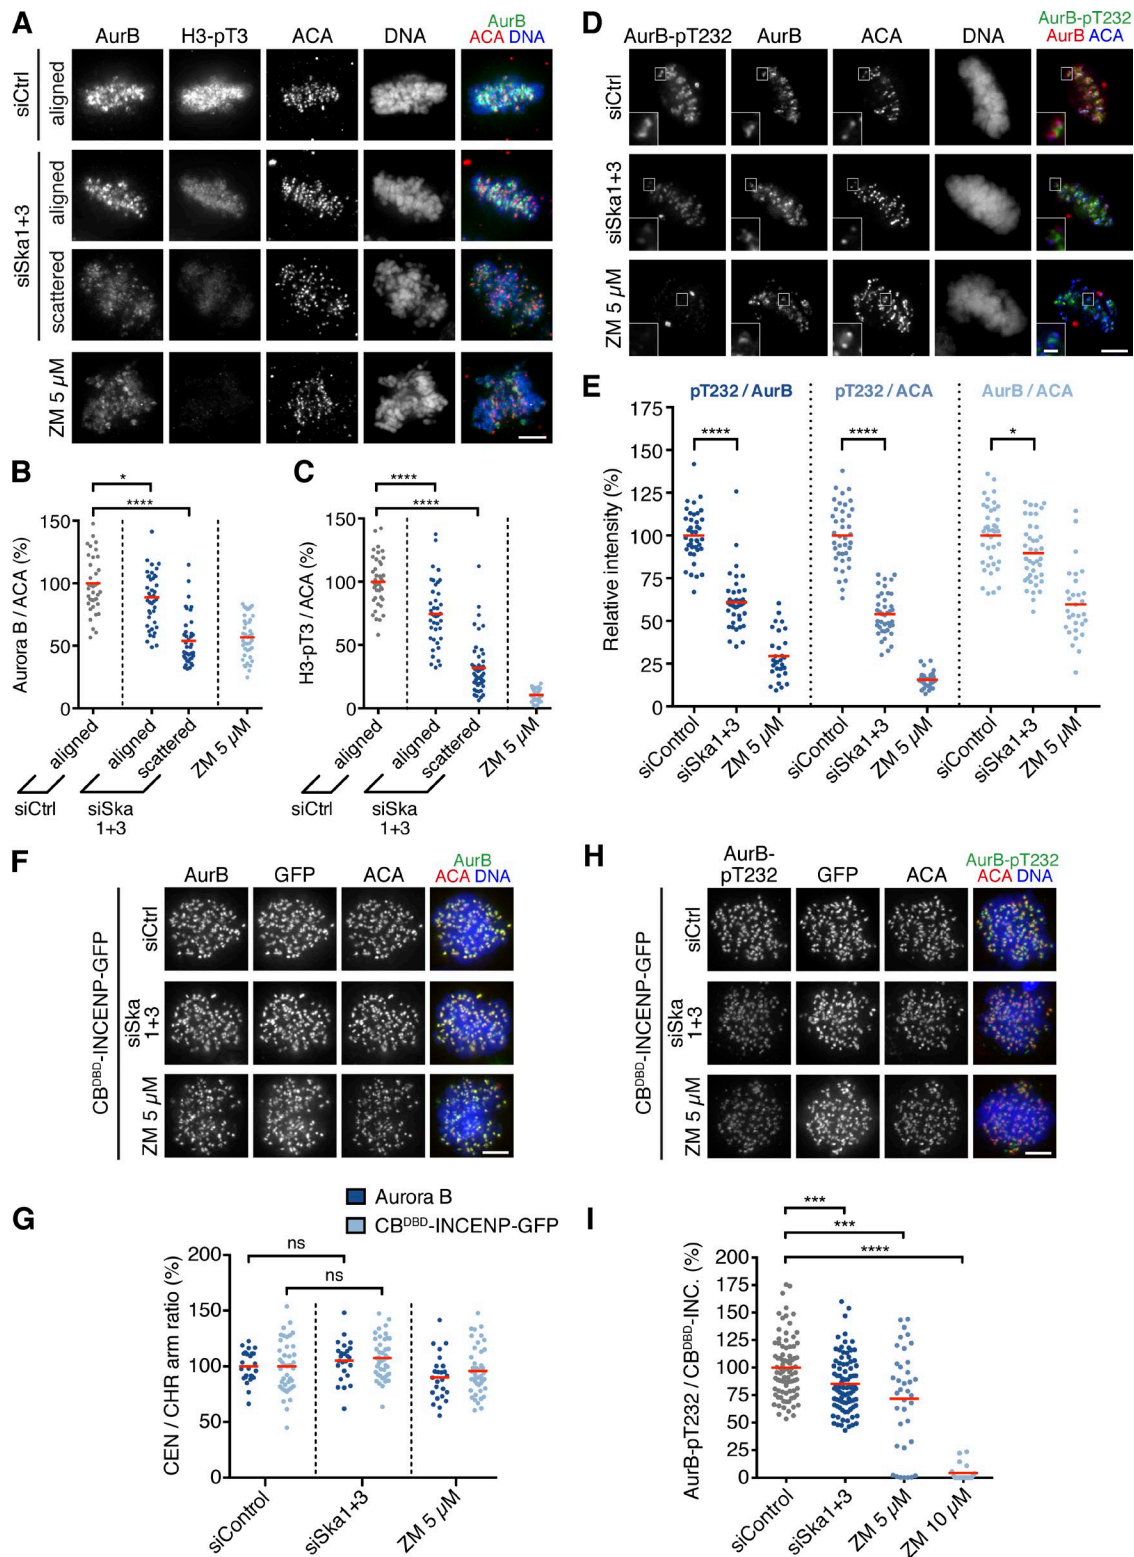 A
AurB
AurB H3-pT3 ACA DNA ACA DNA
siCtrl
aligned
siSka1+3
aligned
scattered
ZM 5 µM
D
AurB-pT232
AurB-pT232 AurB ACA DNA AurB ACA
siCtrl
siSka1+3
ZM 5 µM
B
Aurora B / ACA (%)
150
100
50
0
*
****
aligned
aligned
scattered
ZM 5 µM
siCtrl
siSka
1+3
C
H3-pT3 / ACA (%)
150
100
50
0
****
****
aligned
aligned
scattered
ZM 5 µM
siCtrl
siSka
1+3
E
pT232 / AurB pT232 / ACA AurB / ACA
Relative intensity (%)
175
150
125
100
75
50
25
0
****
****
*
siControl
siSka1+3
ZM 5 µM
siControl
siSka1+3
ZM 5 µM
siControl
siSka1+3
ZM 5 µM
F
AurB
AurB GFP ACA ACA DNA
CBDBD-INCENP-GFP
siCtrl
siSka
1+3
ZM 5 µM
H
AurB- AurB-pT232
pT232 GFP ACA ACA DNA
CBDBD-INCENP-GFP
siCtrl
siSka
1+3
ZM 5 µM
G
Aurora B
CBDBD-INCENP-GFP
CEN / CHR arm ratio (%)
200
150
100
50
0
ns
ns
siControl
siSka1+3
ZM 5 µM
I
AurB-pT232 / CBDBD-INC. (%)
200
175
150
125
100
75
50
25
0
***
***
****
siControl
siSka1+3
ZM 5 µM
ZM 10 µM